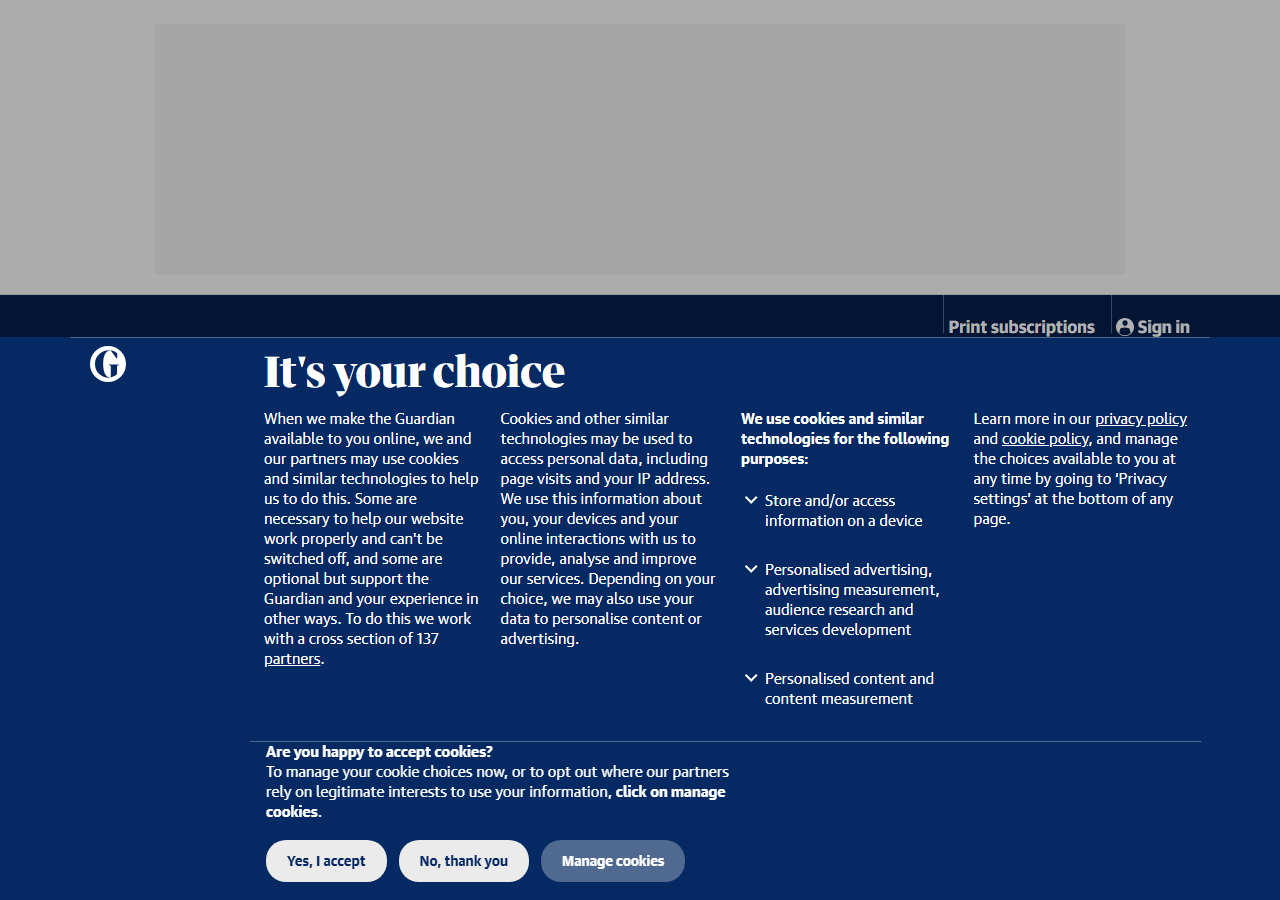 Print subscriptions
Sign in
It's your choice
When we make the Guardian
available to you online, we and
our partners may use cookies
and similar technologies to help
us to do this. Some are
necessary to help our website
work properly and can't be
switched off, and some are
optional but support the
Guardian and your experience in
other ways. To do this we work
with a cross section of 137
partners.
Cookies and other similar
technologies may be used to
access personal data, including
page visits and your IP address.
We use this information about
you, your devices and your
online interactions with us to
provide, analyse and improve
our services. Depending on your
choice, we may also use your
data to personalise content or
advertising.
We use cookies and similar
technologies for the following
purposes:
Store and/or access
information on a device
Personalised advertising,
advertising measurement,
audience research and
services development
Personalised content and
content measurement
Learn more in our privacy policy
and cookie policy, and manage
the choices available to you at
any time by going to ‘Privacy
settings’ at the bottom of any
page.
Are you happy to accept cookies?
To manage your cookie choices now, or to opt out where our partners
rely on legitimate interests to use your information, click on manage
cookies.
Yes, I accept
No, thank you
Manage cookies